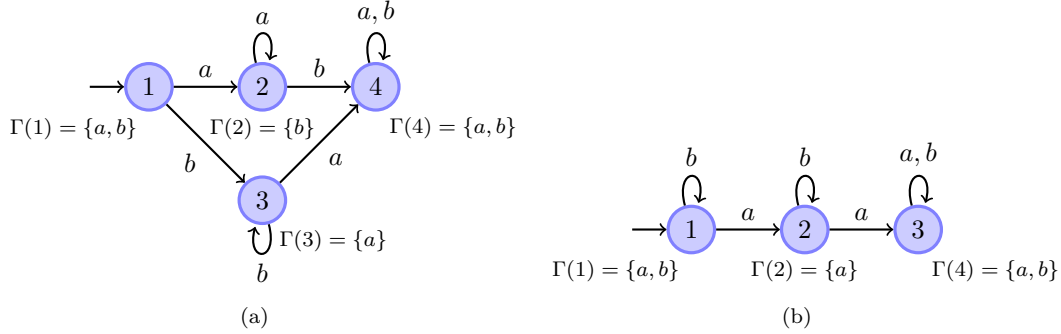 a
a, b
1
a
2
b
4
Γ(1) = {a, b}
Γ(2) = {b}
Γ(4) = {a, b}
b
a
3
Γ(3) = {a}
b
(a)
b
b
a, b
1
a
2
a
3
Γ(1) = {a, b}
Γ(2) = {a}
Γ(4) = {a, b}
(b)